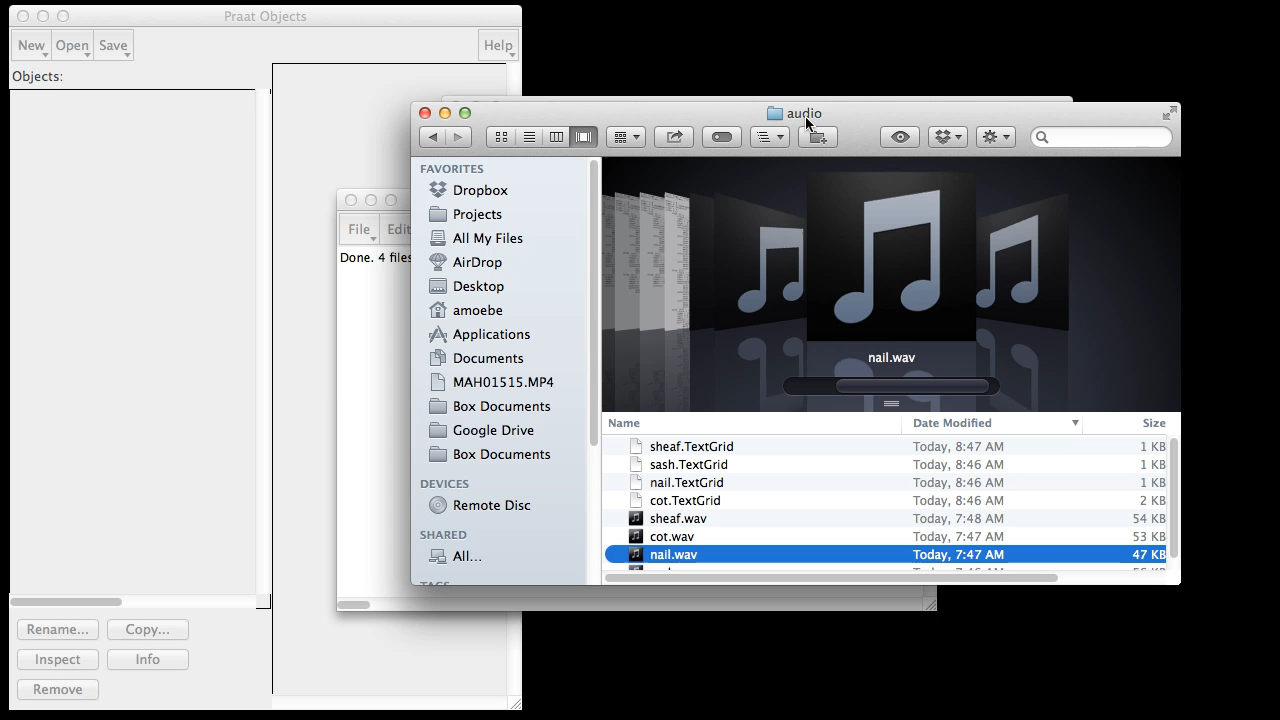 Praat Objects
New Open Save Help
Objects:
audio
FAVORITES
Dropbox
Projects
All My Files
AirDrop
Desktop
amoebe
Applications
Documents
MAH01515.MP4
Box Documents
Google Drive
Box Documents
DEVICES
Remote Disc
SHARED
All...
TAGS
nail.wav
Name Date Modified Size
sheaf.TextGrid Today, 8:47 AM 1 KB
sash.TextGrid Today, 8:46 AM 1 KB
nail.TextGrid Today, 8:46 AM 1 KB
cot.TextGrid Today, 8:46 AM 2 KB
sheaf.wav Today, 7:48 AM 54 KB
cot.wav Today, 7:47 AM 53 KB
nail.wav Today, 7:47 AM 47 KB
File Edit
Done. 4 files
Rename... Copy...
Inspect Info
Remove